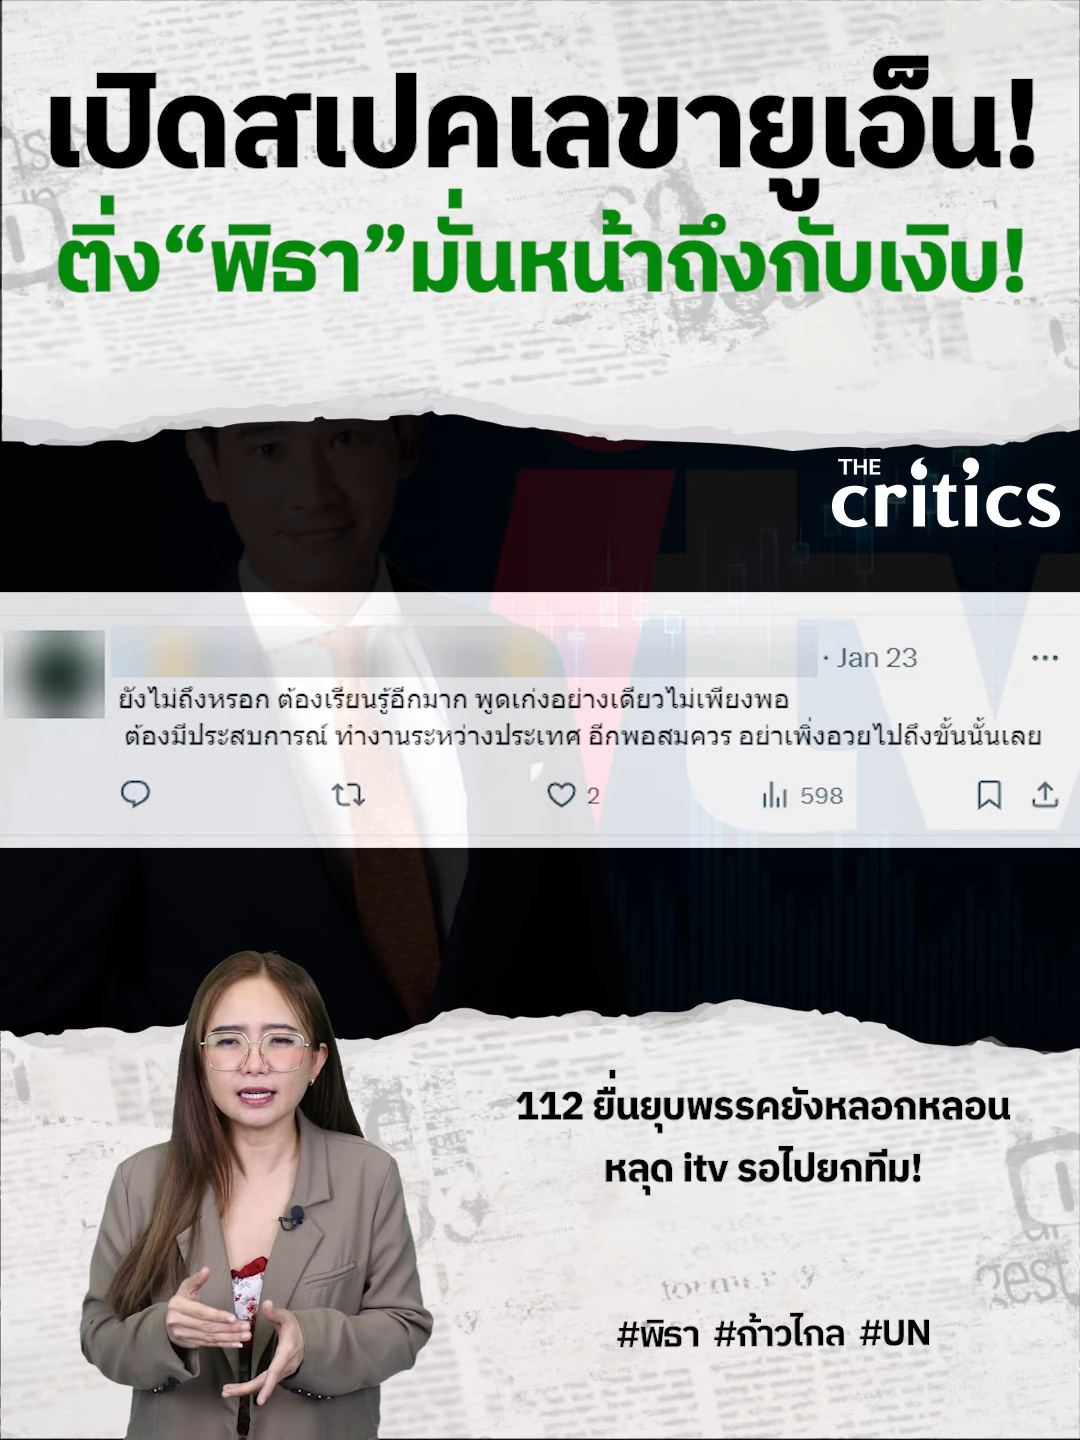 เปิดสเปคเลขายูเอ็น!
ติ่ง“พิธา”มั่นหน้าถึงกับเงิบ!
THE
critics
itv
· Jan 23 ...
ยังไม่ถึงหรอก ต้องเรียนรู้อีกมาก พูดเก่งอย่างเดียวไม่เพียงพอ
ต้องมีประสบการณ์ ทำงานระหว่างประเทศ อีกพอสมควร อย่าเพิ่งอวยไปถึงขั้นนั้นเลย
2 598
112 ยื่นยุบพรรคยังหลอกหลอน
หลุด itv รอไปยกทีม!
#พิธา #ก้าวไกล #UN